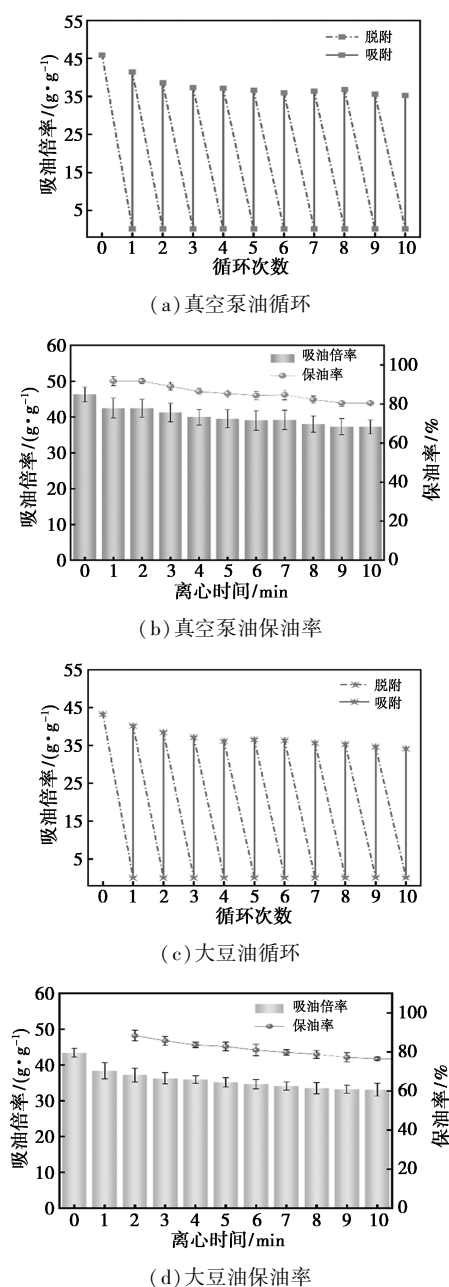 55
45
35
25
15
5
吸油倍率/(g·g⁻¹)
脱附
吸附
0 1 2 3 4 5 6 7 8 9 10
循环次数
(a)真空泵油循环
60
50
40
30
20
10
0
吸油倍率/(g·g⁻¹)
吸油倍率
保油率
100
80
60
40
20
0
保油率/%
0 1 2 3 4 5 6 7 8 9 10
离心时间/min
(b)真空泵油保油率
55
45
35
25
15
5
吸油倍率/(g·g⁻¹)
脱附
吸附
0 1 2 3 4 5 6 7 8 9 10
循环次数
(c)大豆油循环
60
50
40
30
20
10
0
吸油倍率/(g·g⁻¹)
吸油倍率
保油率
100
80
60
40
20
0
保油率/%
0 1 2 3 4 5 6 7 8 9 10
离心时间/min
(d)大豆油保油率